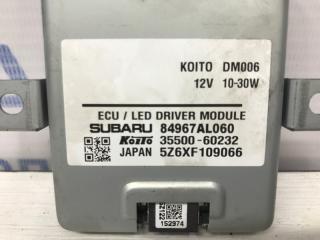 KOITO DM006
12V 10-30W
ECU / LED DRIVER MODULE
SUBARU 84967AL060
KOITO 35500-60232
JAPAN 5Z6XF109066
152974